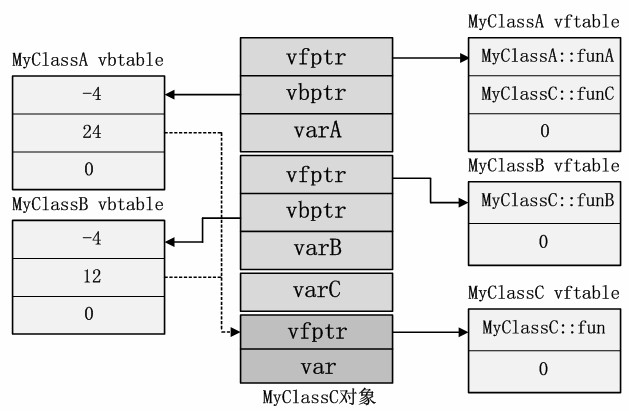 MyClassA vbtable
-4
24
0
MyClassB vbtable
-4
12
0
vfptr
vbptr
varA
vfptr
vbptr
varB
varC
vfptr
var
MyClassC对象
MyClassA vftable
MyClassA::funA
MyClassC::funC
0
MyClassB vftable
MyClassC::funB
0
MyClassC vftable
MyClassC::fun
0